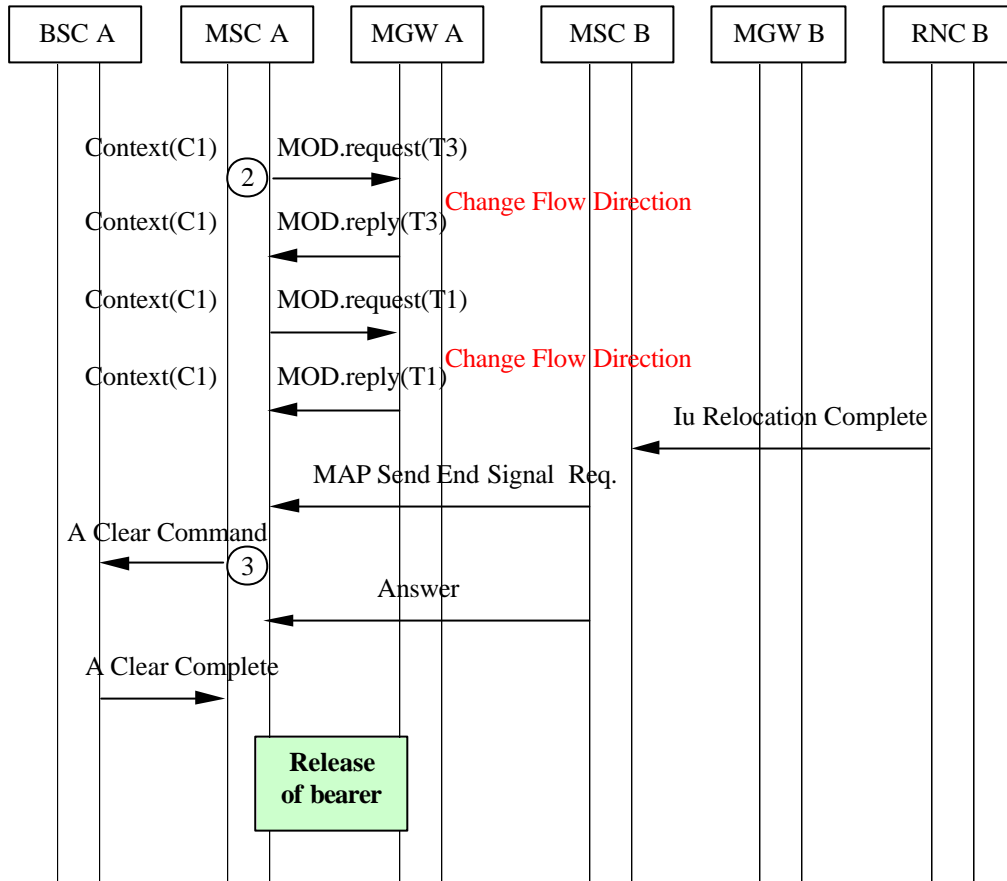 BSC A MSC A MGW A MSC B MGW B RNC B
Context(C1) MOD.request(T3)
2
Change Flow Direction
Context(C1) MOD.reply(T3)
Context(C1) MOD.request(T1)
Change Flow Direction
Context(C1) MOD.reply(T1)
Iu Relocation Complete
MAP Send End Signal Req.
A Clear Command
3
Answer
A Clear Complete
Release
of bearer